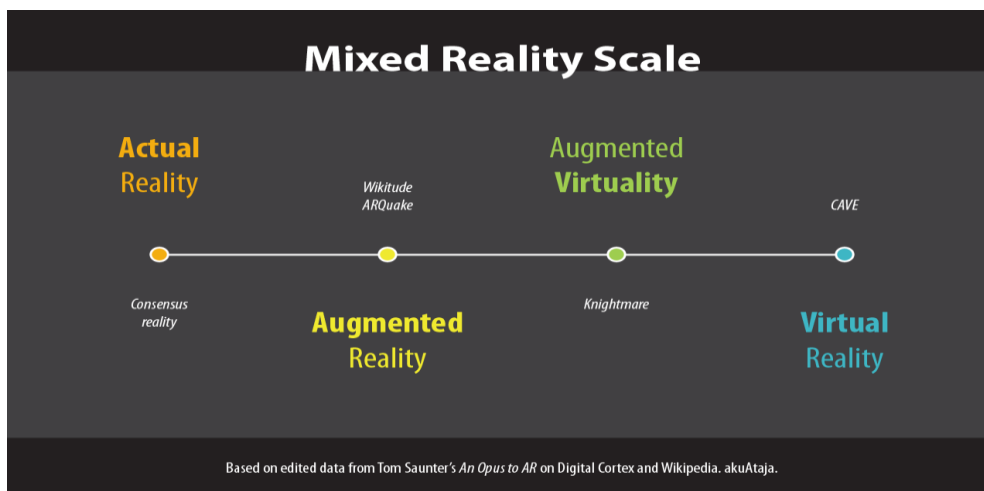 Mixed Reality Scale
Actual
Reality
Wikitude
ARQuake
Augmented
Virtuality
CAVE
Consensus
reality
Augmented
Reality
Knightmare
Virtual
Reality
Based on edited data from Tom Saunter's An Opus to AR on Digital Cortex and Wikipedia. akuAtaja.